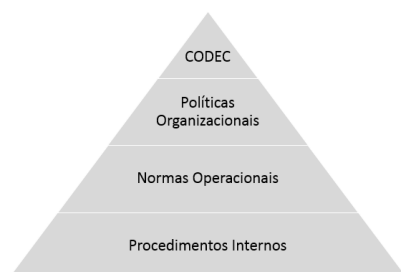 CODEC
Políticas
Organizacionais
Normas Operacionais
Procedimentos Internos